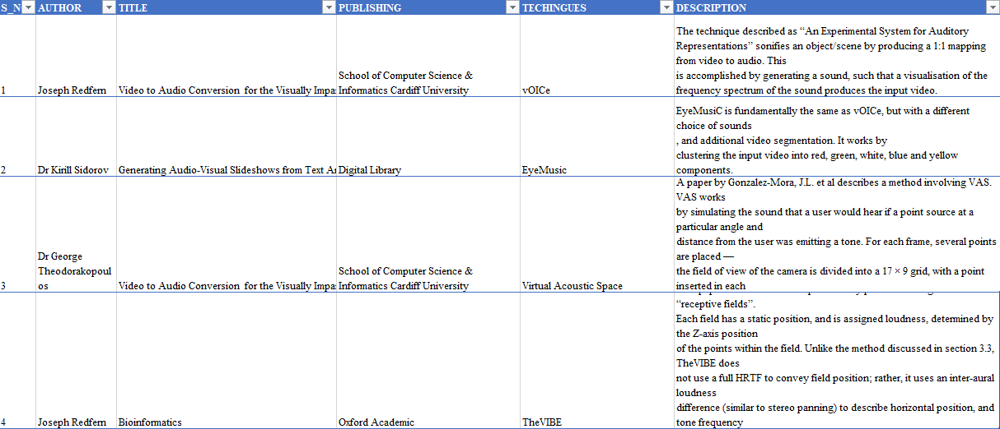 S_N AUTHOR TITLE PUBLISHING TECHINGUES DESCRIPTION
The technique described as “An Experimental System for Auditory
Representations” sonifies an object/scene by producing a 1:1 mapping
from video to audio. This
School of Computer Science &
is accomplished by generating a sound, such that a visualisation of the
1 Joseph Redfern Video to Audio Conversion for the Visually Impa Informatics Cardiff University vOICe frequency spectrum of the sound produces the input video.
EyeMusiC is fundamentally the same as vOICe, but with a different
choice of sounds
, and additional video segmentation. It works by
clustering the input video into red, green, white, blue and yellow
2 Dr Kirill Sidorov Generating Audio-Visual Slideshows from Text Ar Digital Library EyeMusic components.
A paper by Gonzalez-Mora, J.L. et al describes a method involving VAS.
VAS works
by simulating the sound that a user would hear if a point source at a
particular angle and
distance from the user was emitting a tone. For each frame, several points
Dr George
are placed —
Theodorakopoul
School of Computer Science &
the field of view of the camera is divided into a 17 × 9 grid, with a point
3 os Video to Audio Conversion for the Visually Impa Informatics Cardiff University Virtual Acoustic Space inserted in each
“receptive fields”.
Each field has a static position, and is assigned loudness, determined by
the Z-axis position
of the points within the field. Unlike the method discussed in section 3.3,
TheVIBE does
not use a full HRTF to convey field position; rather, it uses an inter-aural
loudness
difference (similar to stereo panning) to describe horizontal position, and
4 Joseph Redfern Bioinformatics Oxford Academic TheVIBE tone frequency